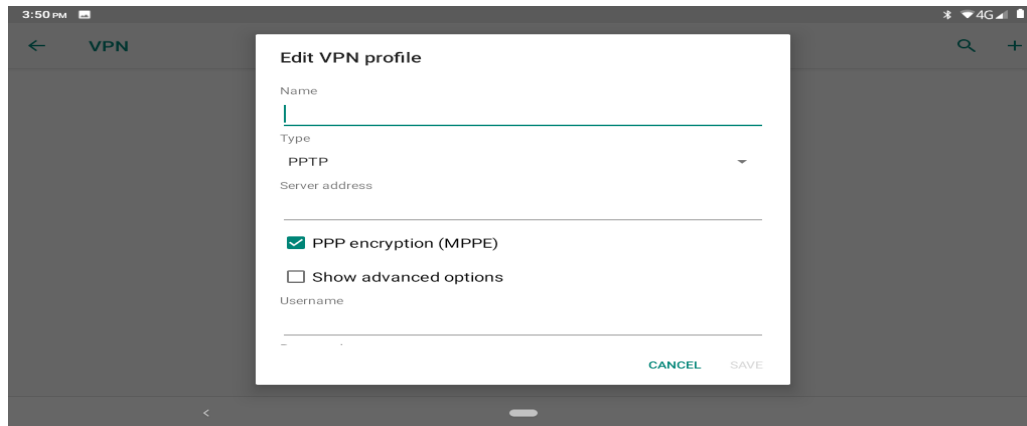 3:50 PM 4G
VPN
Edit VPN profile
Name
Type
PPTP
Server address
PPP encryption (MPPE)
Show advanced options
Username
CANCEL SAVE